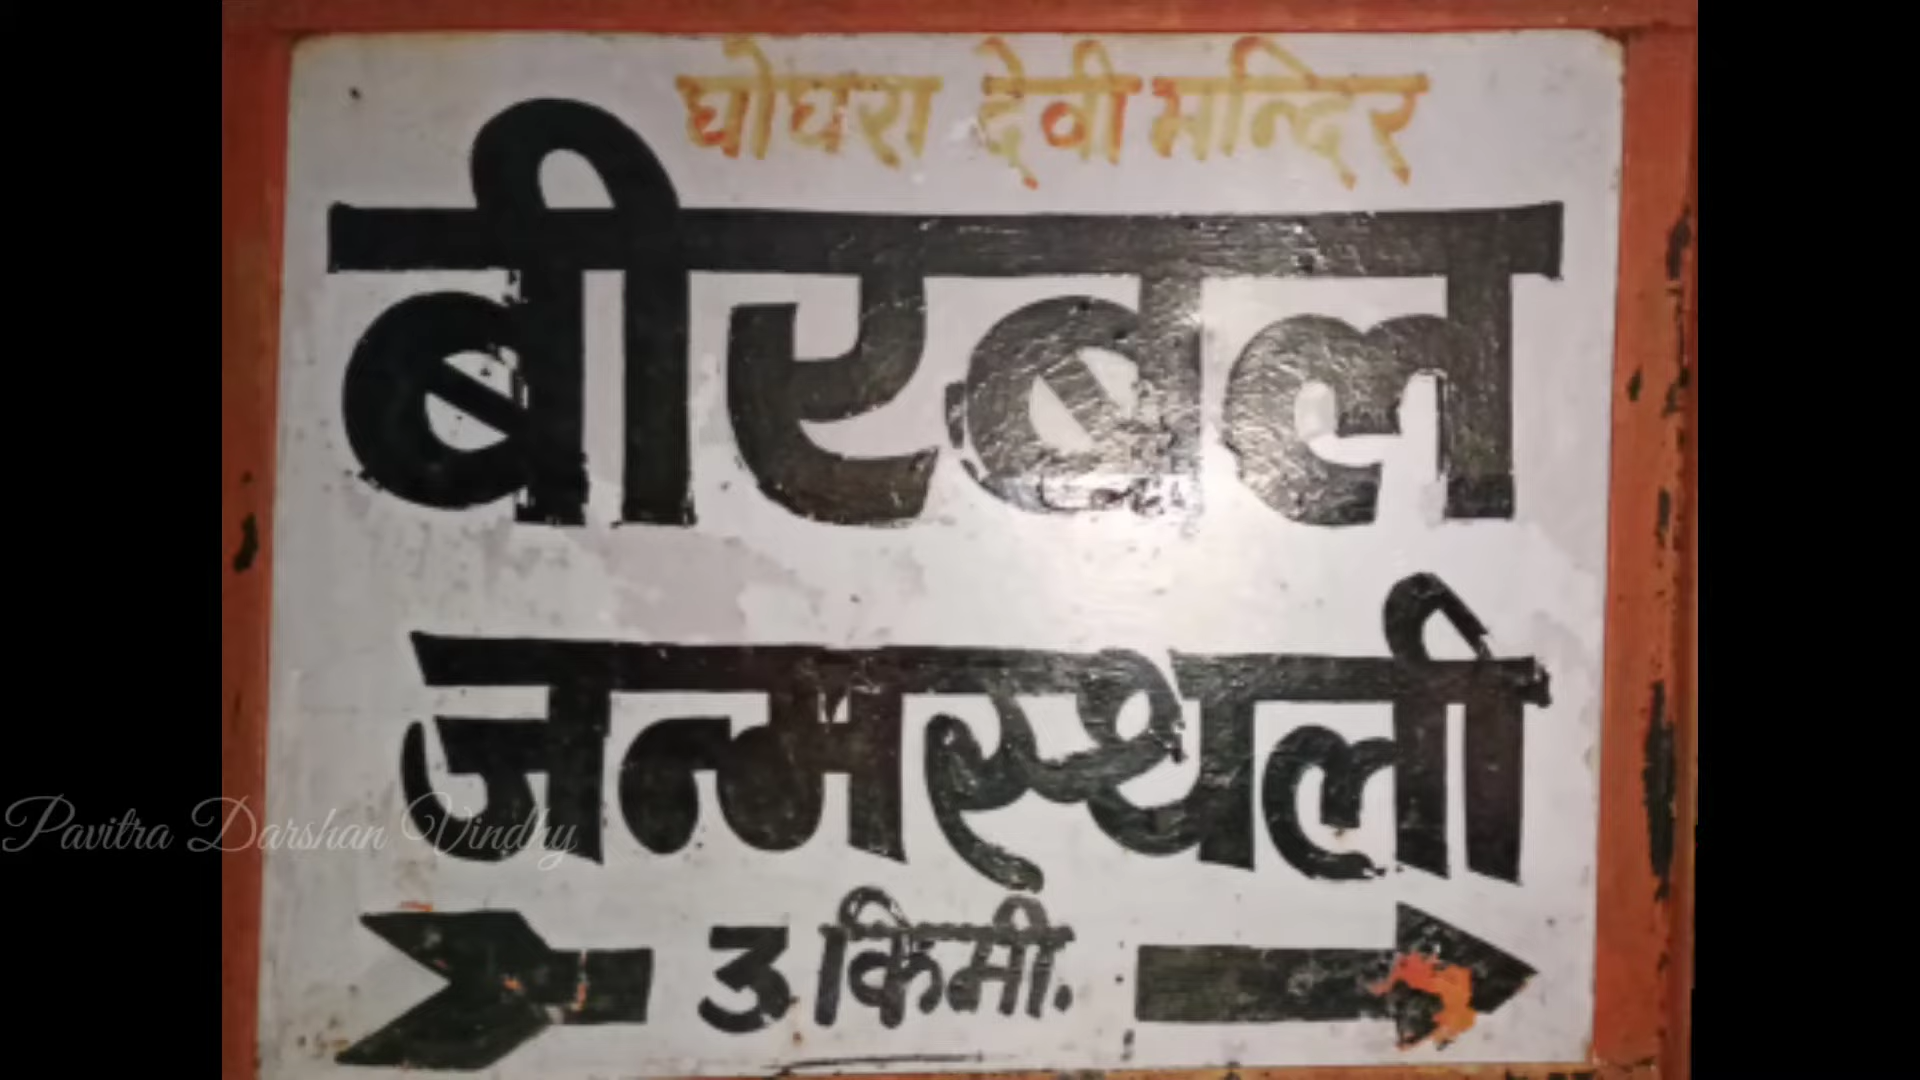 घोघरा देवी मन्दिर
बीरबल
जन्मस्थली
3 किमी.
Pavitra Darshan Vindhy